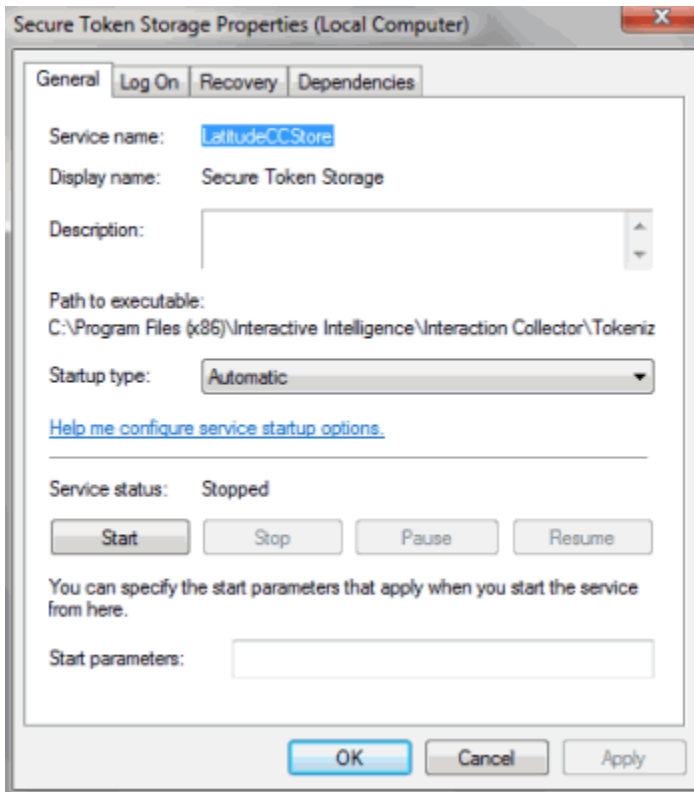 Secure Token Storage Properties (Local Computer)
General Log On Recovery Dependencies
Service name: LatitudeCCStore
Display name: Secure Token Storage
Description:
Path to executable:
C:\Program Files (x86)\Interactive Intelligence\Interaction Collector\Tokeniz
Startup type: Automatic
Help me configure service startup options.
Service status: Stopped
Start Stop Pause Resume
You can specify the start parameters that apply when you start the service
from here.
Start parameters:
OK Cancel Apply